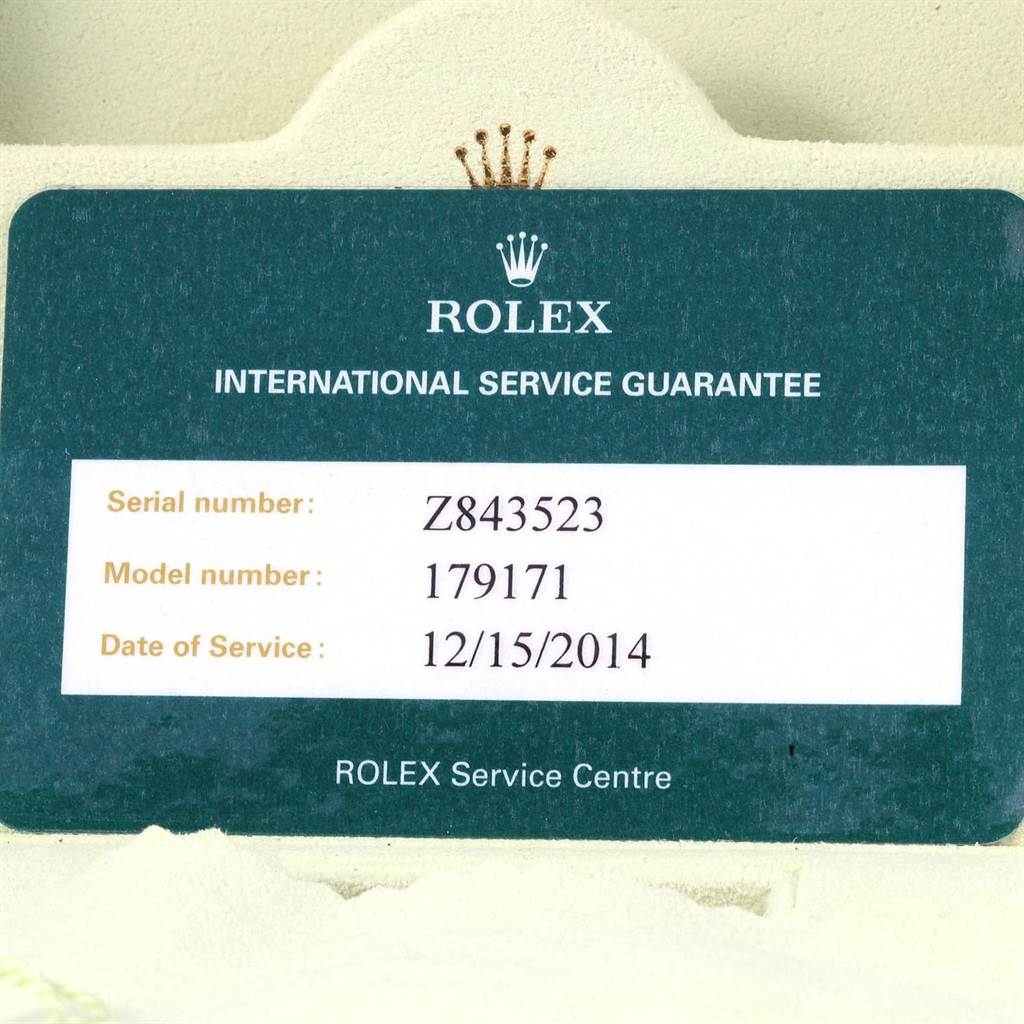 ROLEX
INTERNATIONAL SERVICE GUARANTEE
Serial number: Z843523
Model number: 179171
Date of Service: 12/15/2014
ROLEX Service Centre